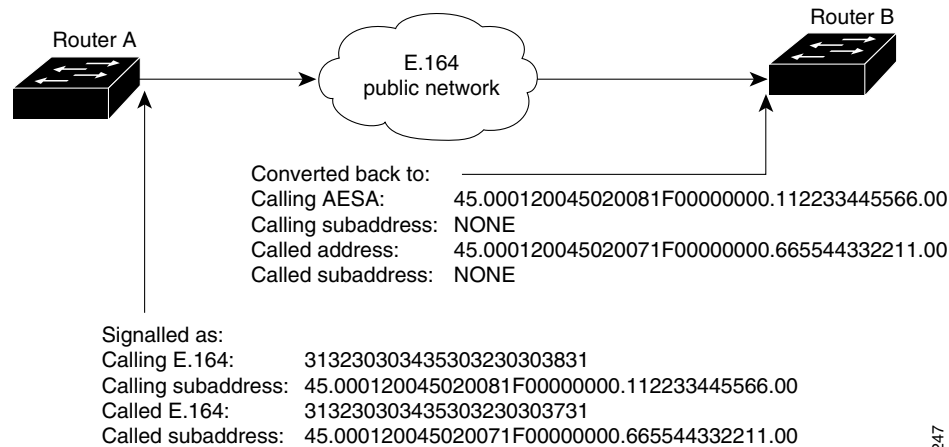 Router A
Router B
E.164
public network
Converted back to:
Calling AESA: 45.000120045020081F00000000.112233445566.00
Calling subaddress: NONE
Called address: 45.000120045020071F00000000.665544332211.00
Called subaddress: NONE
Signalled as:
Calling E.164: 313230303435303230303831
Calling subaddress: 45.000120045020081F00000000.112233445566.00
Called E.164: 313230303435303230303731
Called subaddress: 45.000120045020071F00000000.665544332211.00